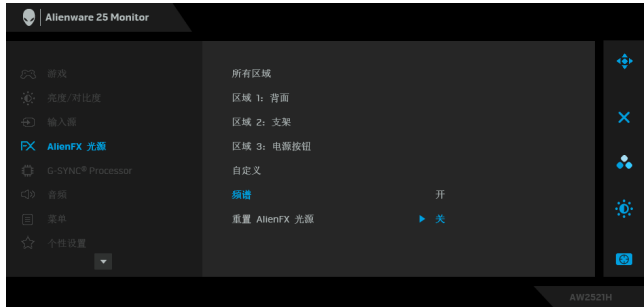 Alienware 25 Monitor
游戏
亮度/对比度
输入源
FX AlienFX 光源
G-SYNC® Processor
音频
菜单
个性设置
所有区域
区域 1: 背面
区域 2: 支架
区域 3: 电源按钮
自定义
频谱 开
重置 AlienFX 光源 关
AW2521H